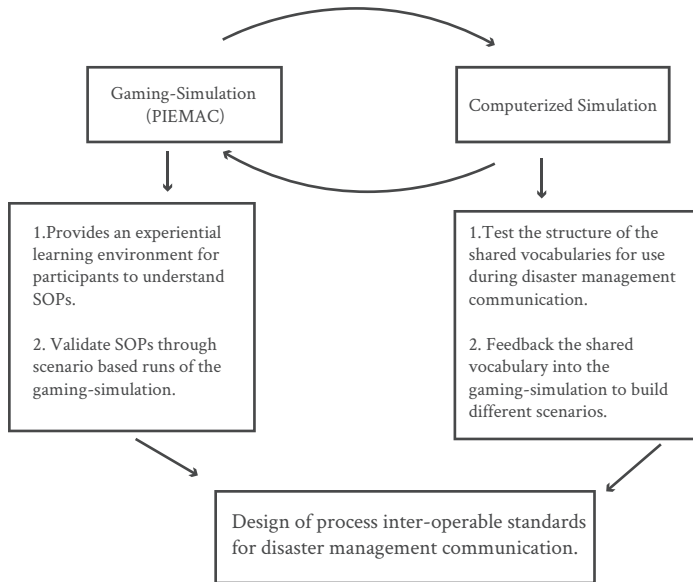 Gaming-Simulation
(PIEMAC)
Computerized Simulation
1.Provides an experiential
learning environment for
participants to understand
SOPs.
2. Validate SOPs through
scenario based runs of the
gaming-simulation.
1.Test the structure of the
shared vocabularies for use
during disaster management
communication.
2. Feedback the shared
vocabulary into the
gaming-simulation to build
different scenarios.
Design of process inter-operable standards
for disaster management communication.